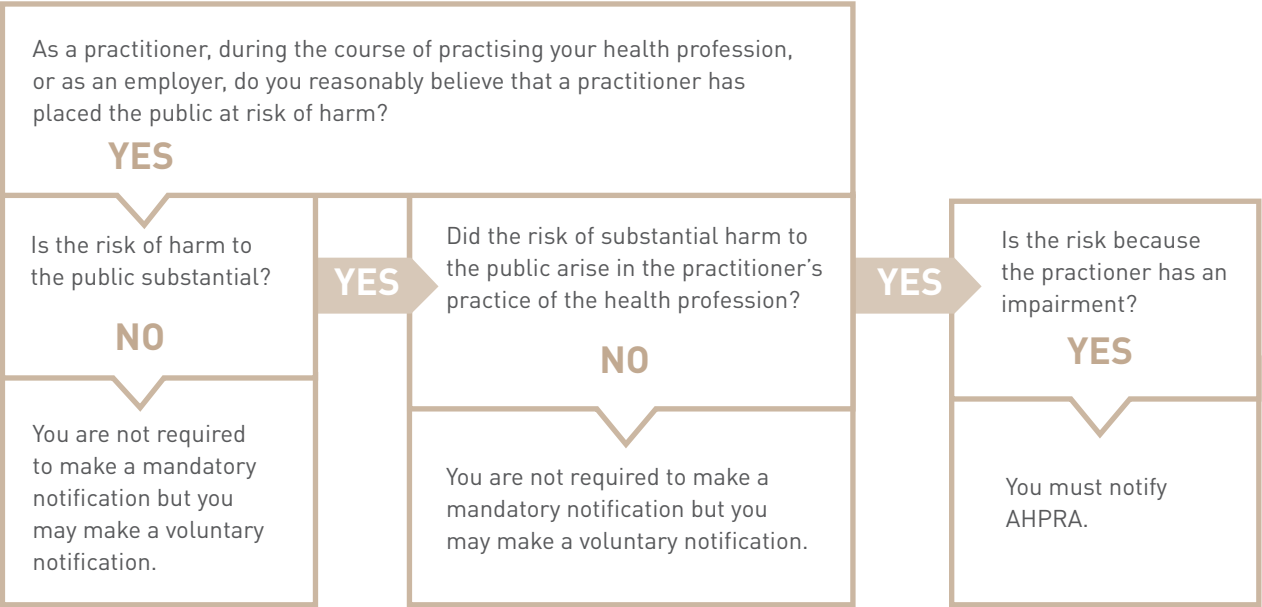 As a practitioner, during the course of practising your health profession,
or as an employer, do you reasonably believe that a practitioner has
placed the public at risk of harm?
YES
Is the risk of harm to
the public substantial?
NO
You are not required
to make a mandatory
notification but you
may make a voluntary
notification.
YES
Did the risk of substantial harm to
the public arise in the practitioner's
practice of the health profession?
NO
You are not required to make a
mandatory notification but you
may make a voluntary notification.
YES
Is the risk because
the practioner has an
impairment?
YES
You must notify
AHPRA.